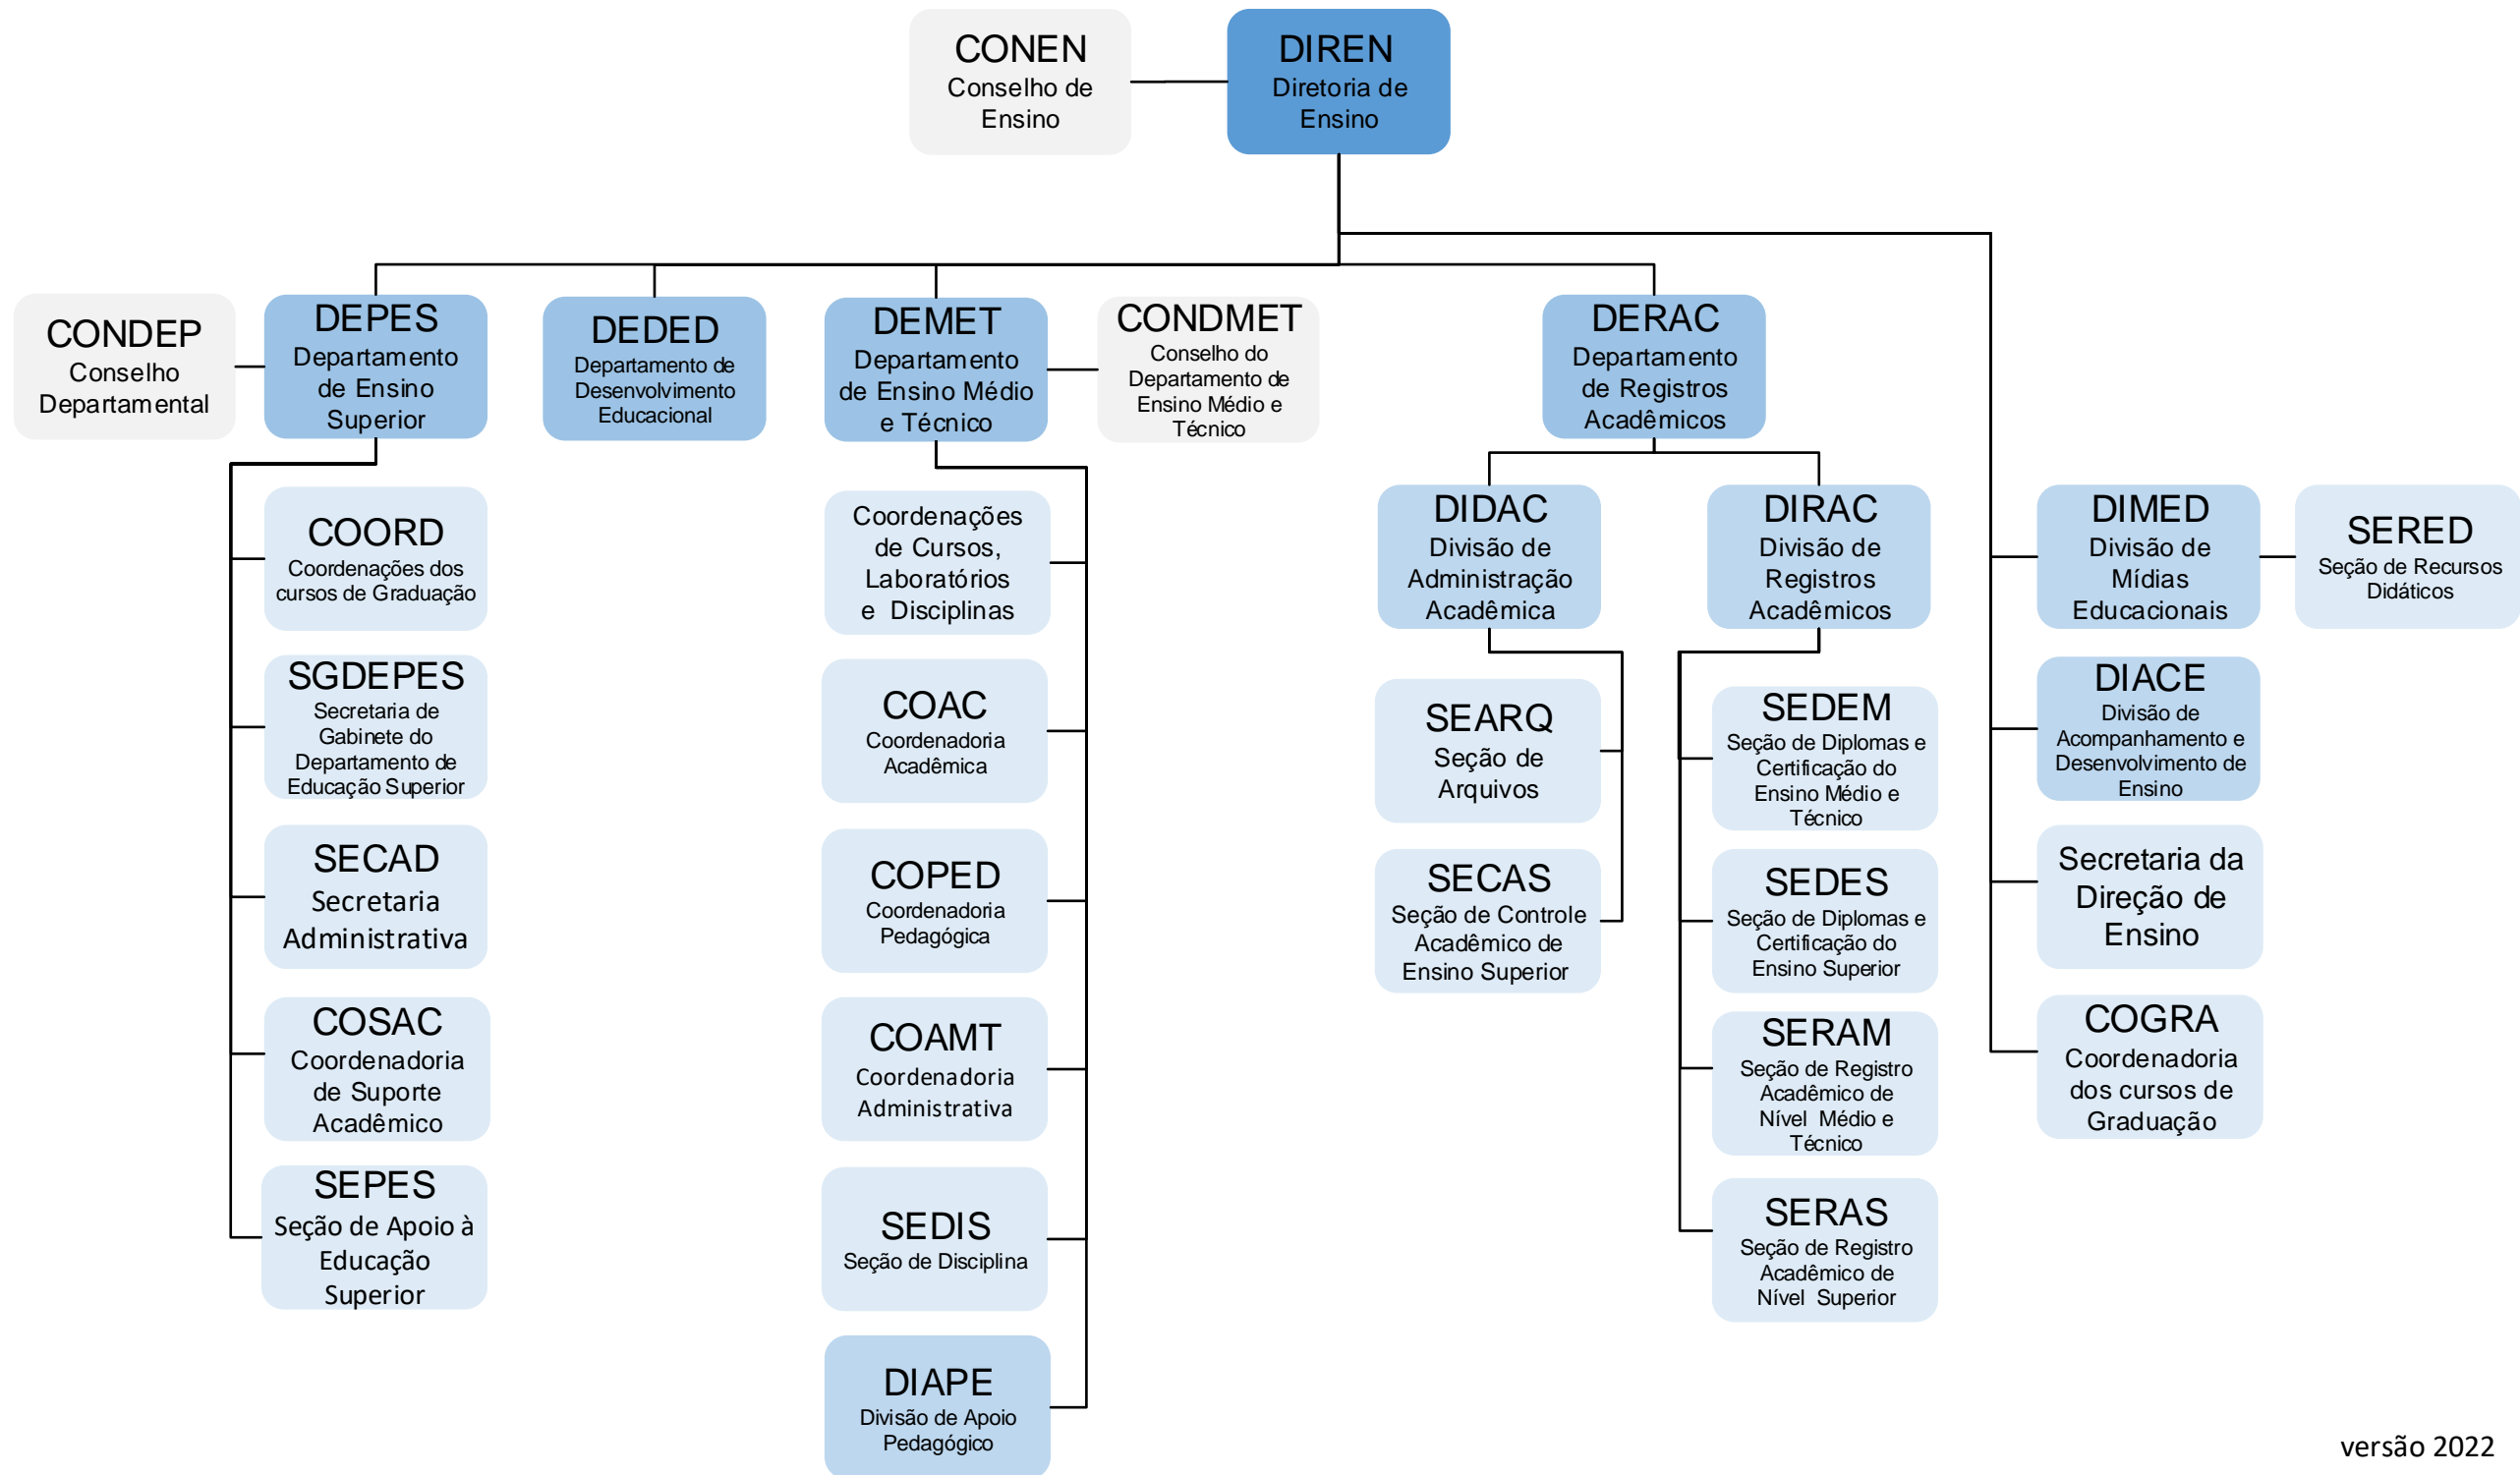 CONEN
Conselho de
Ensino
DIREN
Diretoria de
Ensino
CONDEP
Conselho
Departamental
DEPES
Departamento
de Ensino
Superior
DEDED
Departamento de
Desenvolvimento
Educacional
DEMET
Departamento
de Ensino Médio
e Técnico
CONDMET
Conselho do
Departamento de
Ensino Médio e
Técnico
DERAC
Departamento
de Registros
Acadêmicos
COORD
Coordenações dos
cursos de Graduação
SGDEPES
Secretaria de
Gabinete do
Departamento de
Educação Superior
SECAD
Secretaria
Administrativa
COSAC
Coordenadoria
de Suporte
Acadêmico
SEPES
Seção de Apoio à
Educação
Superior
Coordenações
de Cursos,
Laboratórios
e Disciplinas
COAC
Coordenadoria
Acadêmica
COPED
Coordenadoria
Pedagógica
COAMT
Coordenadoria
Administrativa
SEDIS
Seção de Disciplina
DIAPE
Divisão de Apoio
Pedagógico
DIDAC
Divisão de
Administração
Acadêmica
SEARQ
Seção de
Arquivos
SECAS
Seção de Controle
Acadêmico de
Ensino Superior
DIRAC
Divisão de
Registros
Acadêmicos
SEDEM
Seção de Diplomas e
Certificação do
Ensino Médio e
Técnico
SEDES
Seção de Diplomas e
Certificação do
Ensino Superior
SERAM
Seção de Registro
Acadêmico de
Nível Médio e
Técnico
SERAS
Seção de Registro
Acadêmico de
Nível Superior
DIMED
Divisão de
Mídias
Educacionais
SERED
Seção de Recursos
Didáticos
DIACE
Divisão de
Acompanhamento e
Desenvolvimento de
Ensino
Secretaria da
Direção de
Ensino
COGRA
Coordenadoria
dos cursos de
Graduação
versão 2022